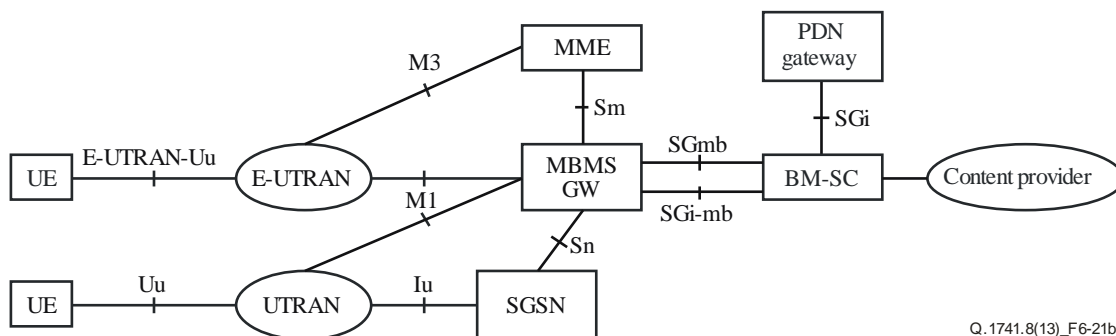 PDN
gateway
MME
M3
SGi
Sm
E-UTRAN-Uu
SGmb
UE
E-UTRAN
MBMS
GW
BM-SC
Content provider
M1
SGi-mb
Sn
Uu
Iu
UE
UTRAN
SGSN
Q.1741.8(13)_F6-21b